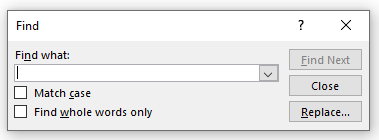 Find
?
Find what:
Find Next
Match case
Close
Find whole words only
Replace...